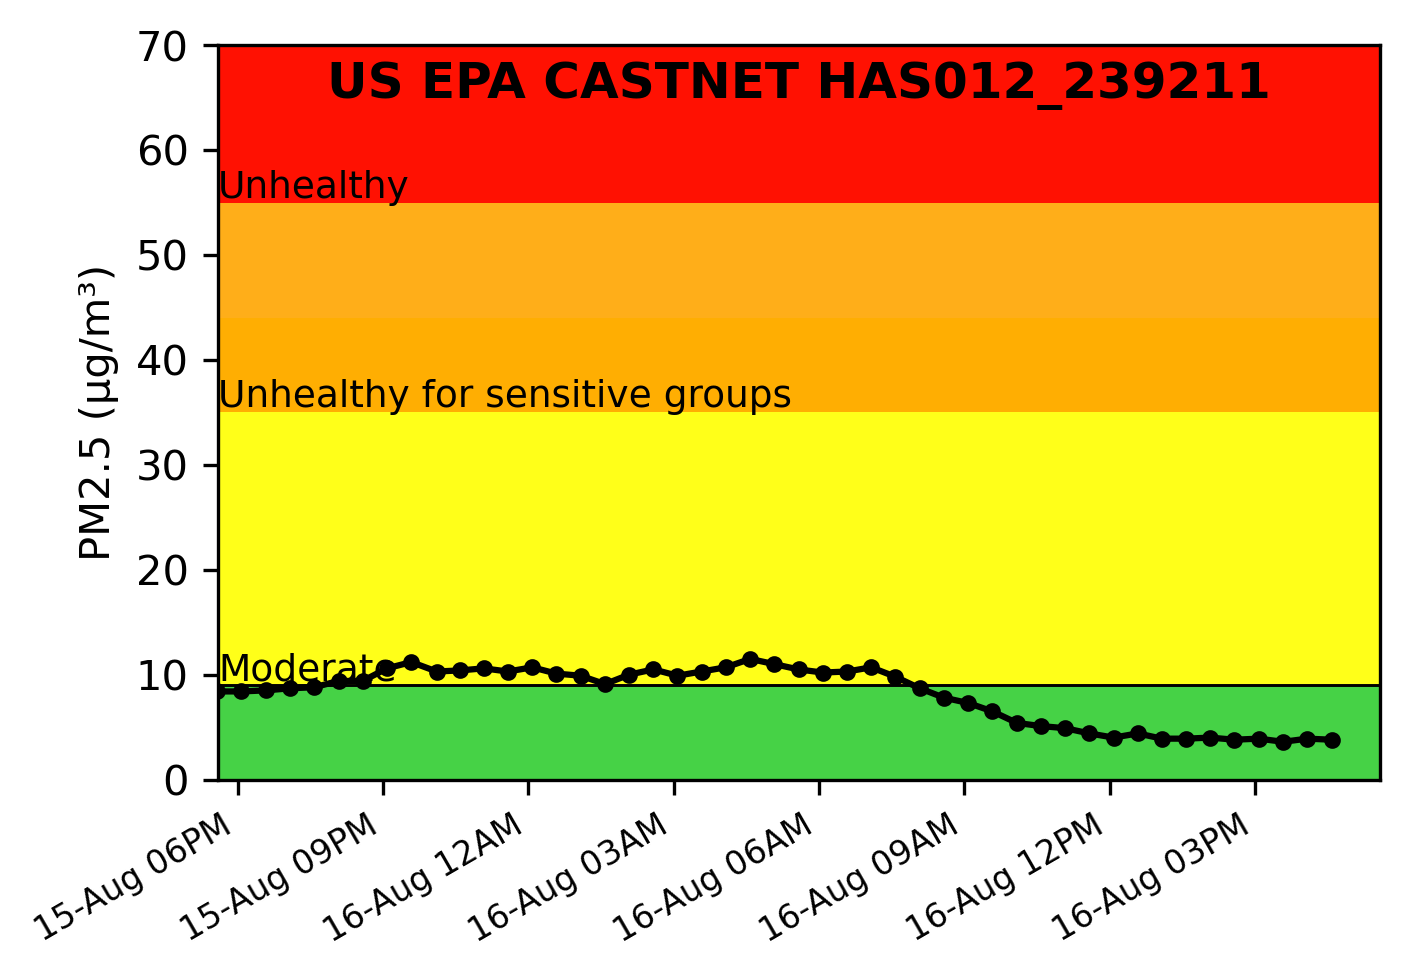 US EPA CASTNET HAS012_239211
70
60
50
40
30
20
10
0
PM2.5 (µg/m³)
Unhealthy
Unhealthy for sensitive groups
Moderate
15-Aug 06PM
15-Aug 09PM
16-Aug 12AM
16-Aug 03AM
16-Aug 06AM
16-Aug 09AM
16-Aug 12PM
16-Aug 03PM